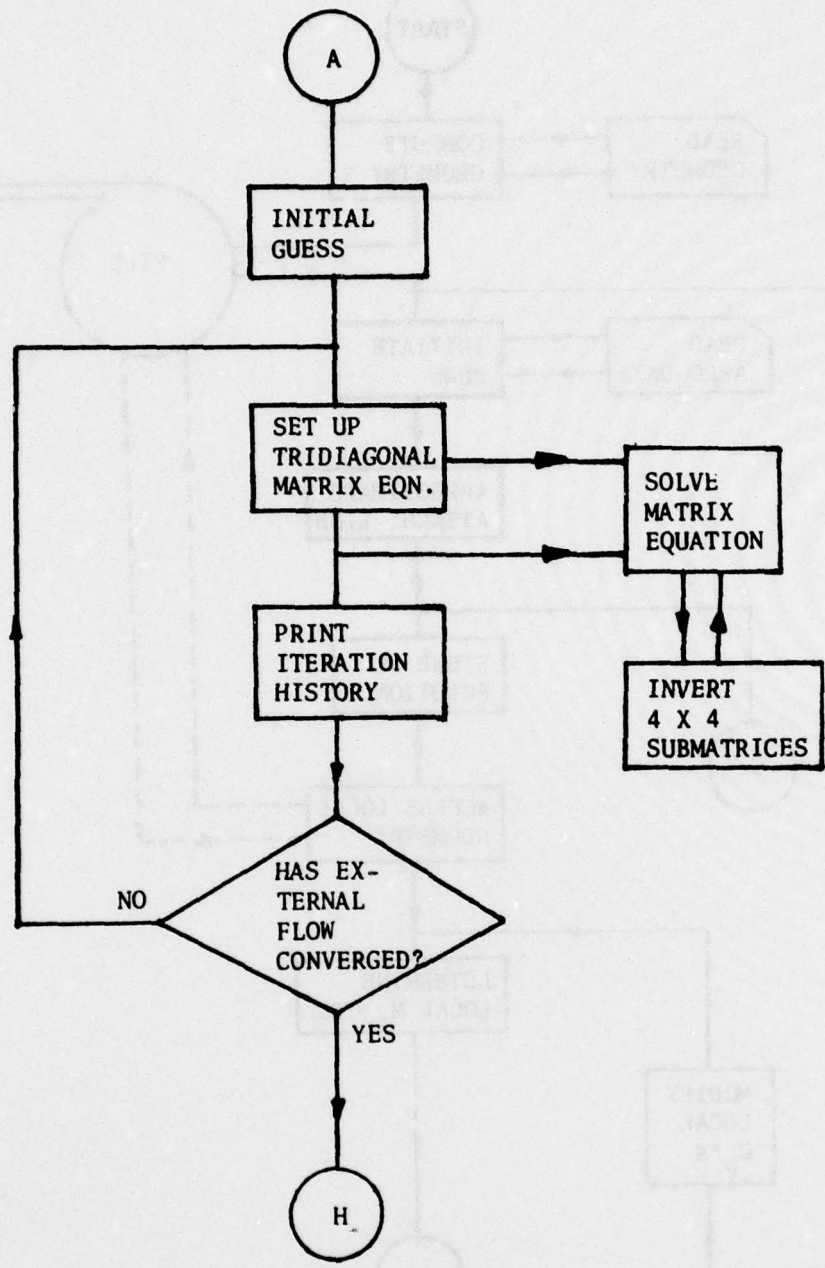 A
INITIAL
GUESS
SET UP
TRIDIAGONAL
MATRIX EQN.
SOLVE
MATRIX
EQUATION
PRINT
ITERATION
HISTORY
INVERT
4 X 4
SUBMATRICES
HAS EX-
TERNAL
FLOW
CONVERGED?
NO
YES
H